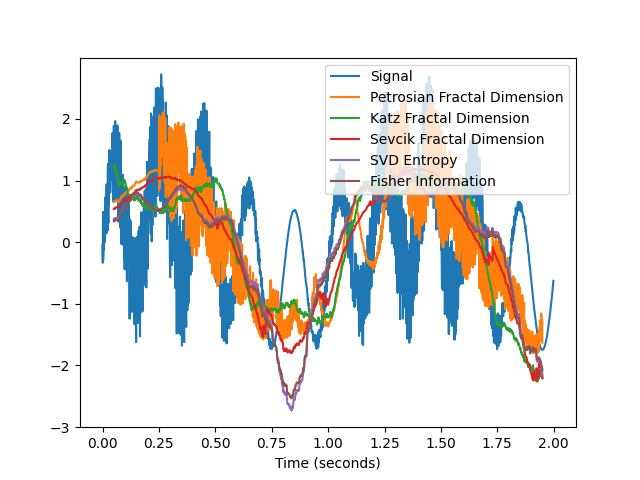 Signal
Petrosian Fractal Dimension
Katz Fractal Dimension
Sevcik Fractal Dimension
SVD Entropy
Fisher Information
2
1
0
−1
−2
−3
0.00 0.25 0.50 0.75 1.00 1.25 1.50 1.75 2.00
Time (seconds)